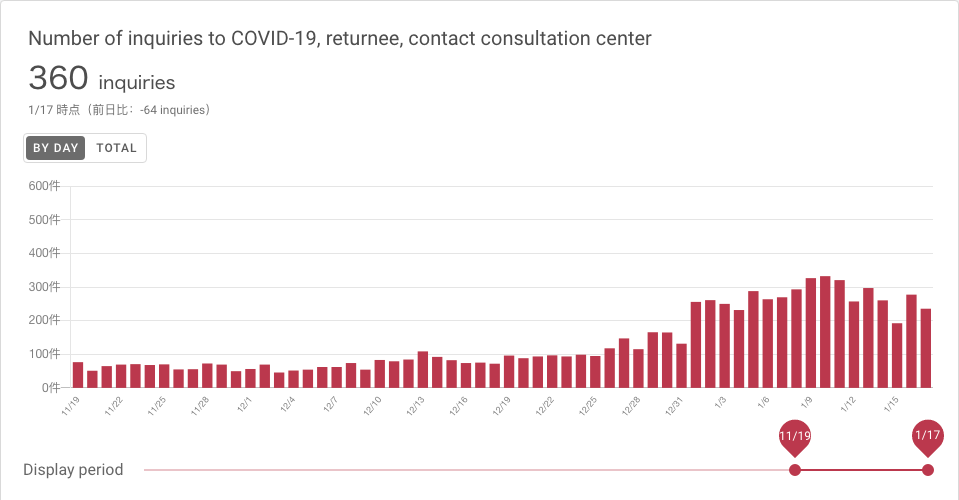 Number of inquiries to COVID-19, returnee, contact consultation center
360 inquiries
1/17 時点（前日比：-64 inquiries）
BY DAY TOTAL
600件
500件
400件
300件
200件
100件
0件
11/19 11/22 11/25 11/28 12/1 12/4 12/7 12/10 12/13 12/16 12/19 12/22 12/25 12/28 12/31 1/3 1/6 1/9 1/12 1/15
11/19 1/17
Display period